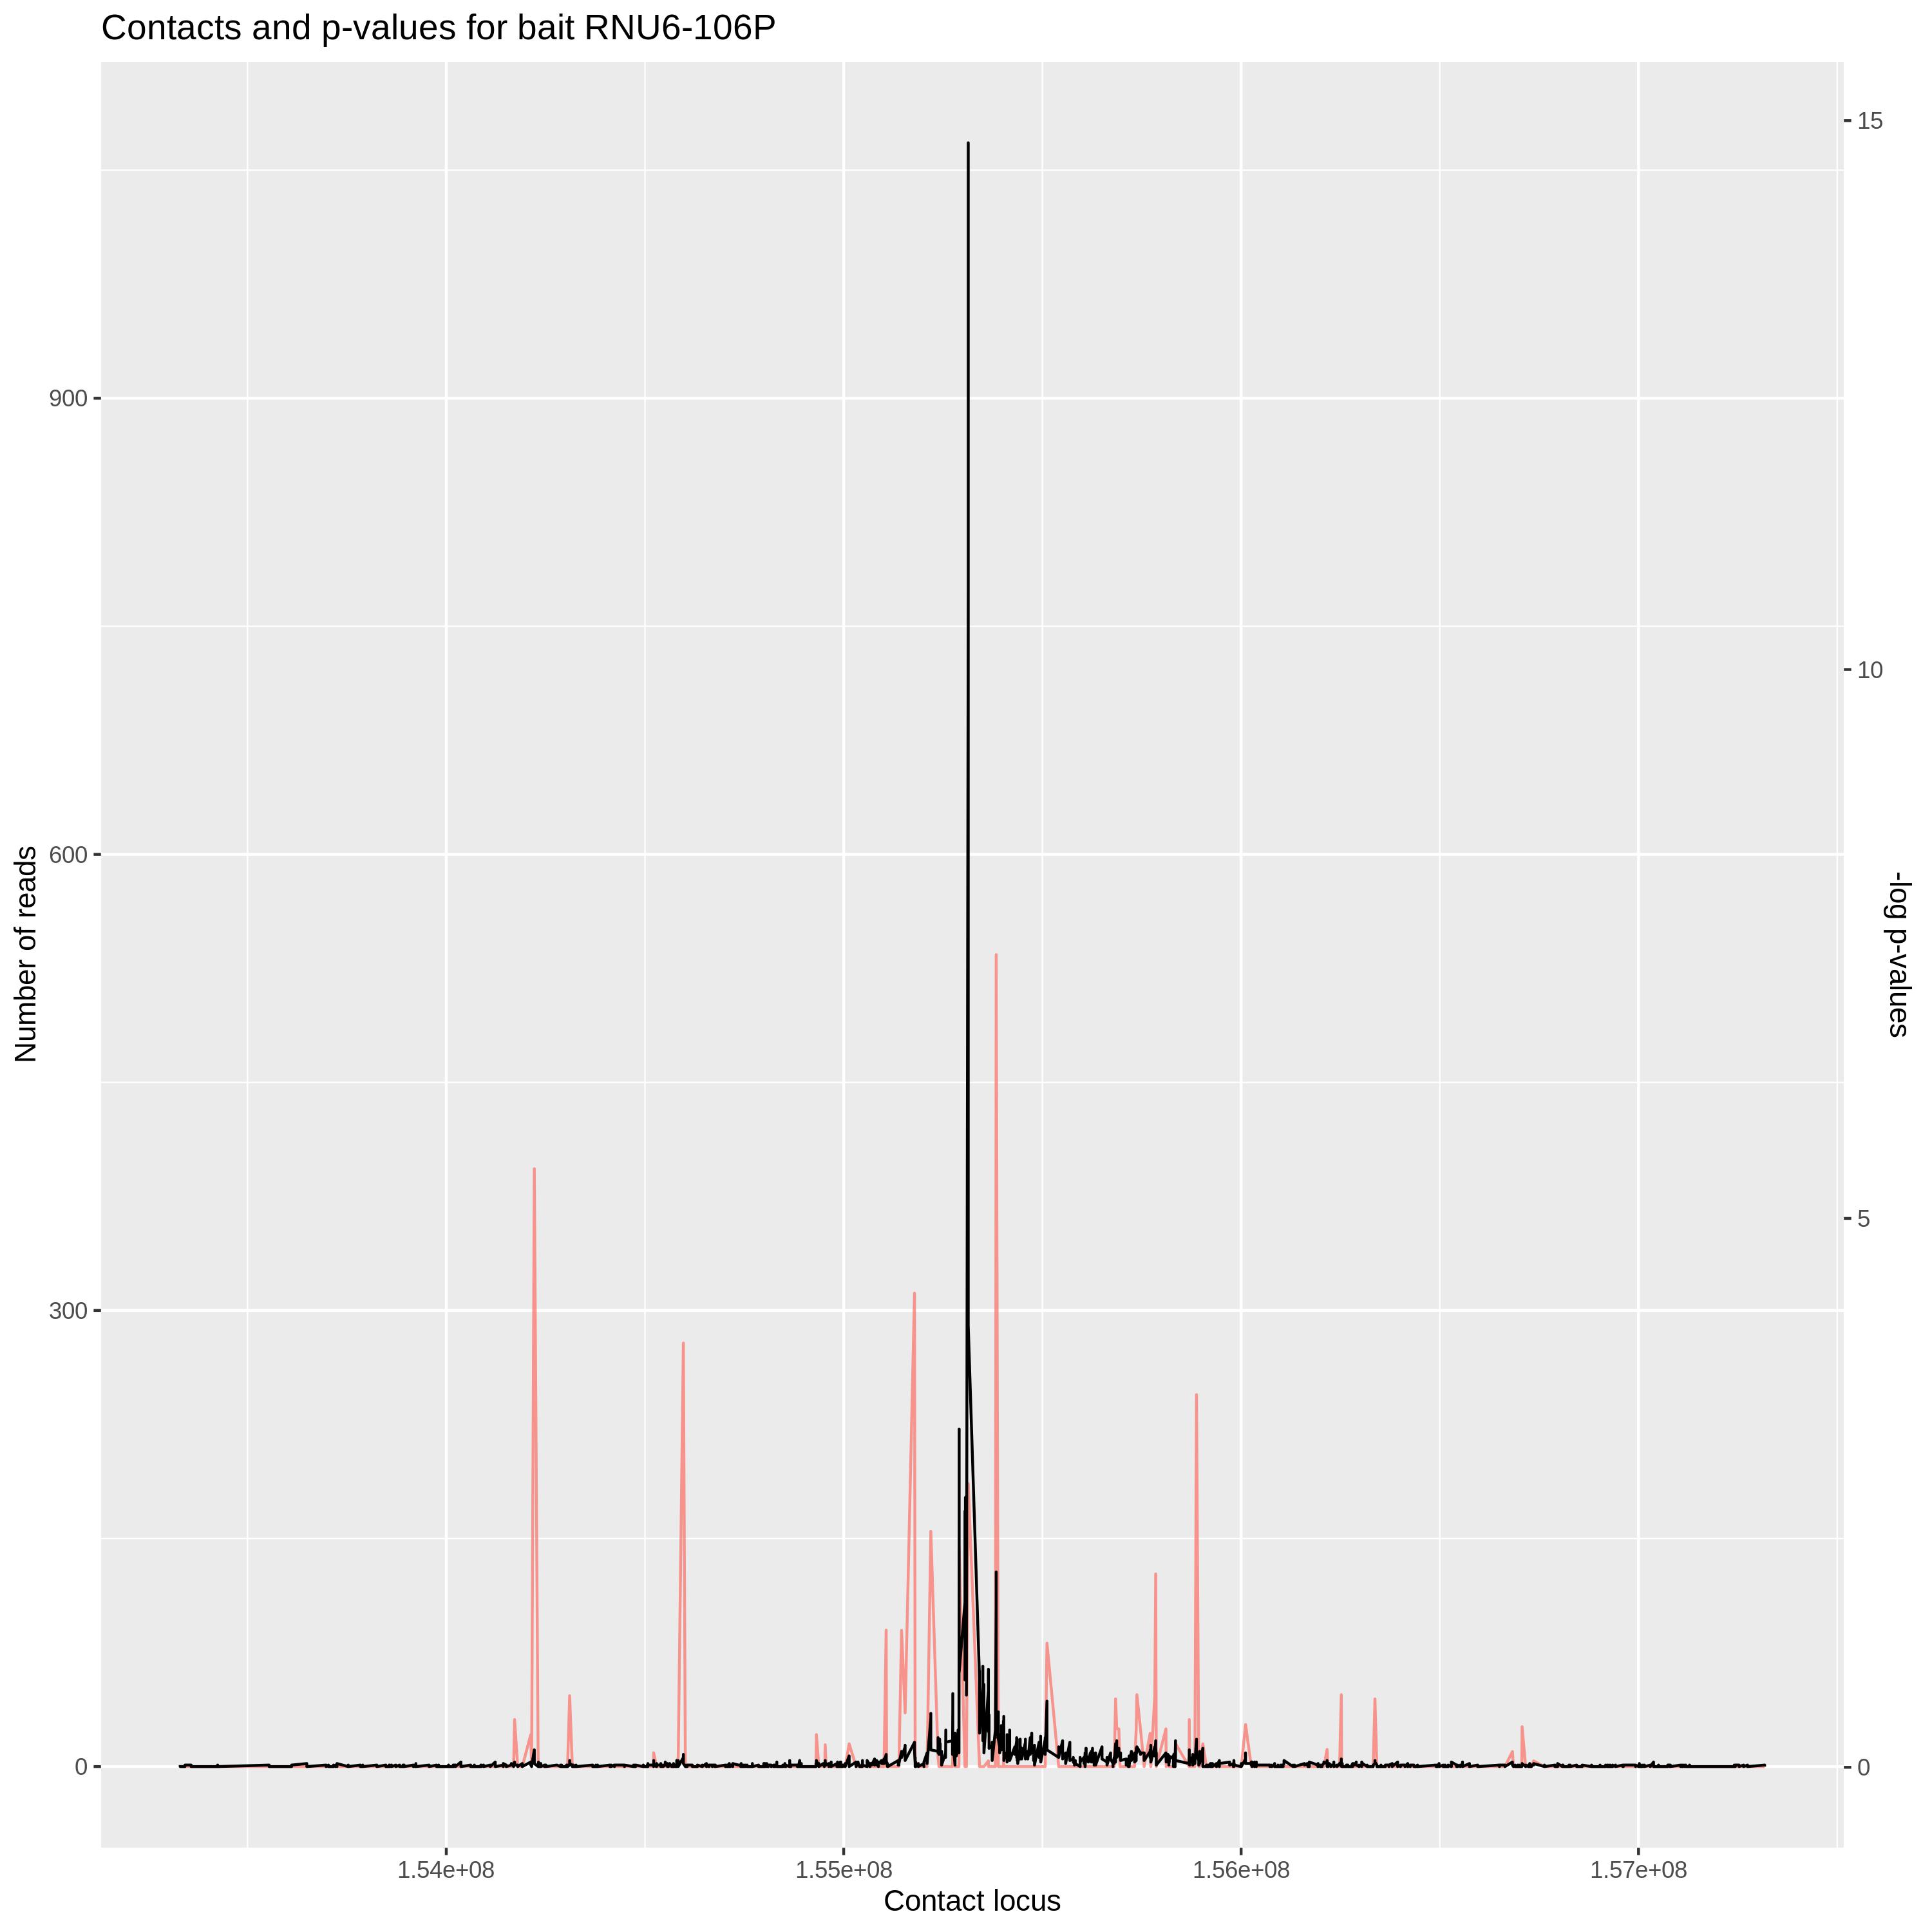 Contacts and p-values for bait RNU6-106P
15
900
10
600
Number of reads
-log p-values
5
300
0
0
1.54e+08
1.55e+08
1.56e+08
1.57e+08
Contact locus